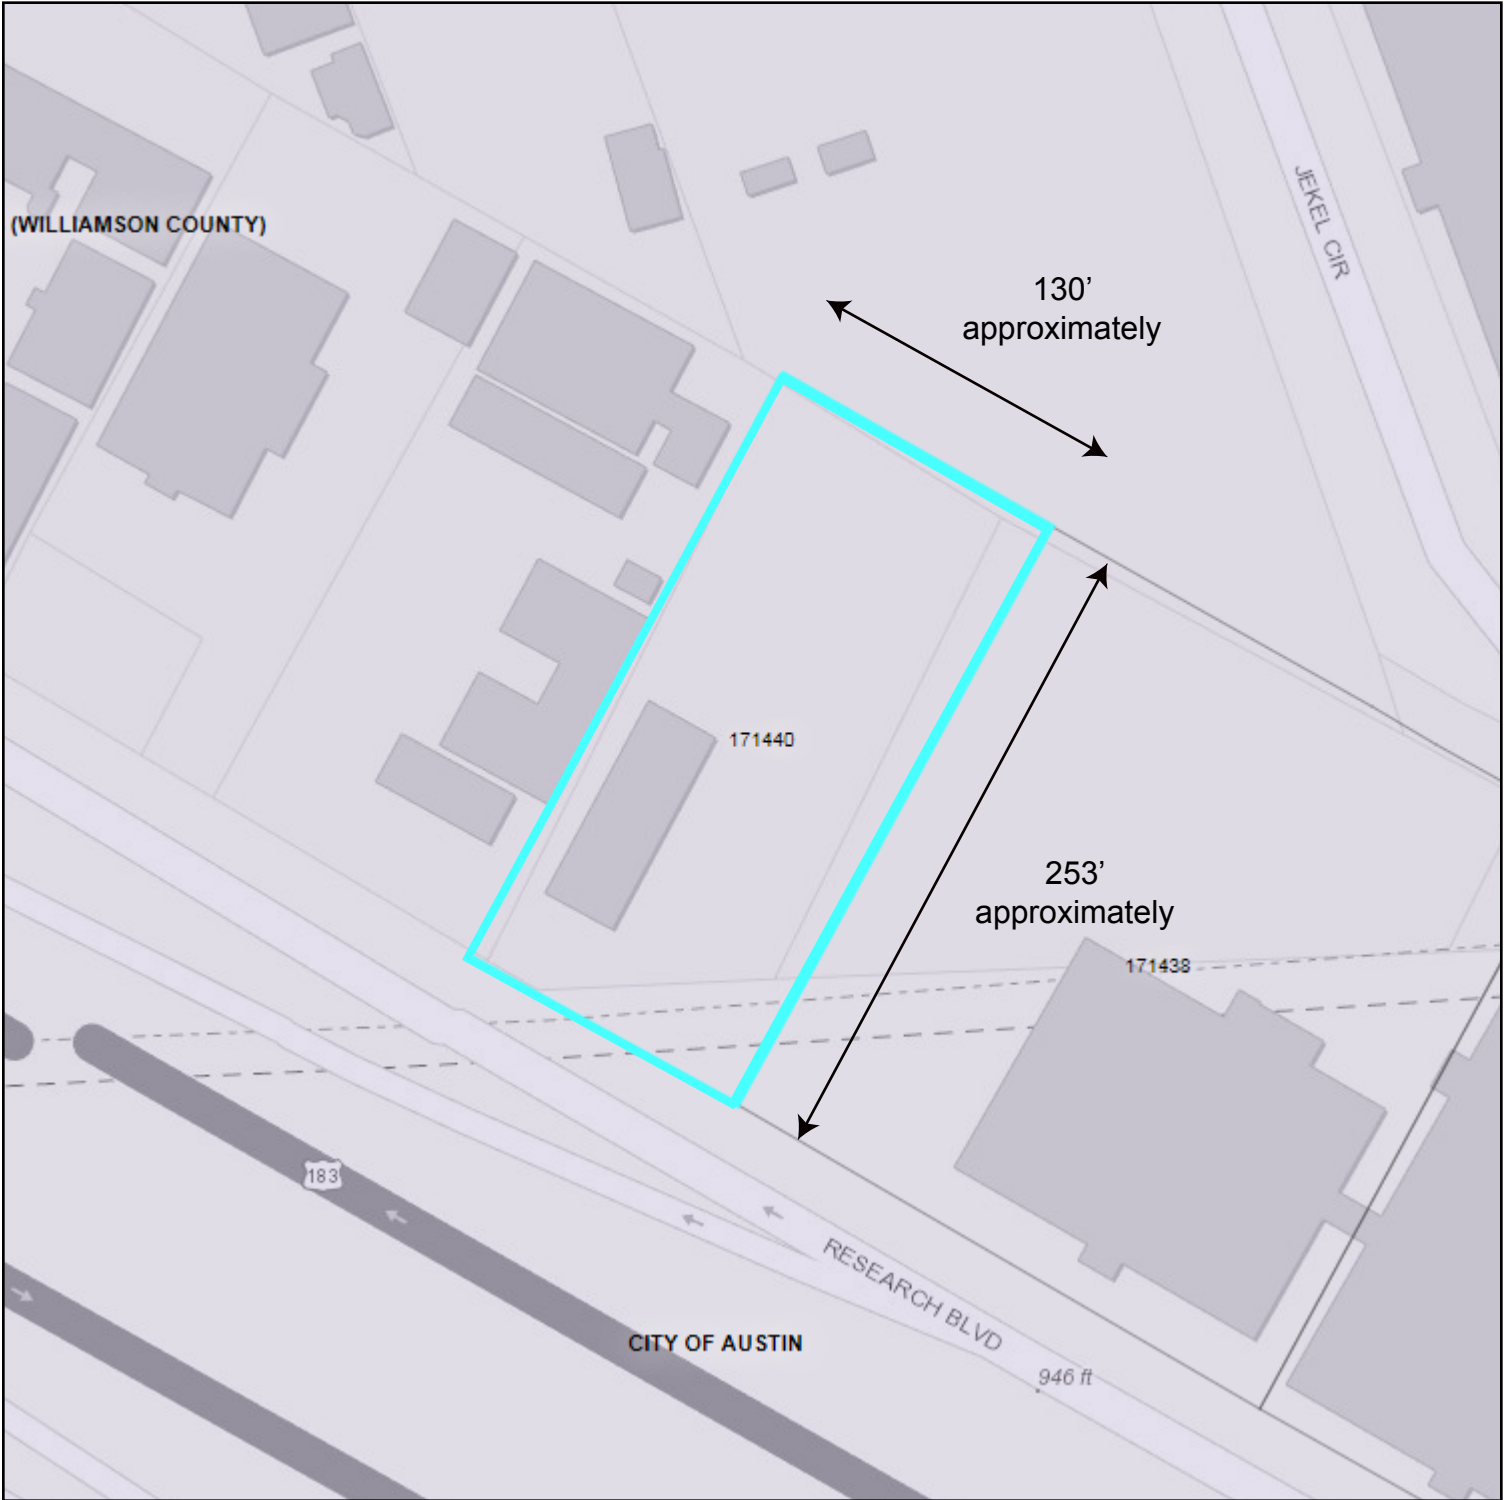 JEKEL CIR
(WILLIAMSON COUNTY)
130’
approximately
171440
253’
approximately
171438
183
RESEARCH BLVD
CITY OF AUSTIN
946 ft